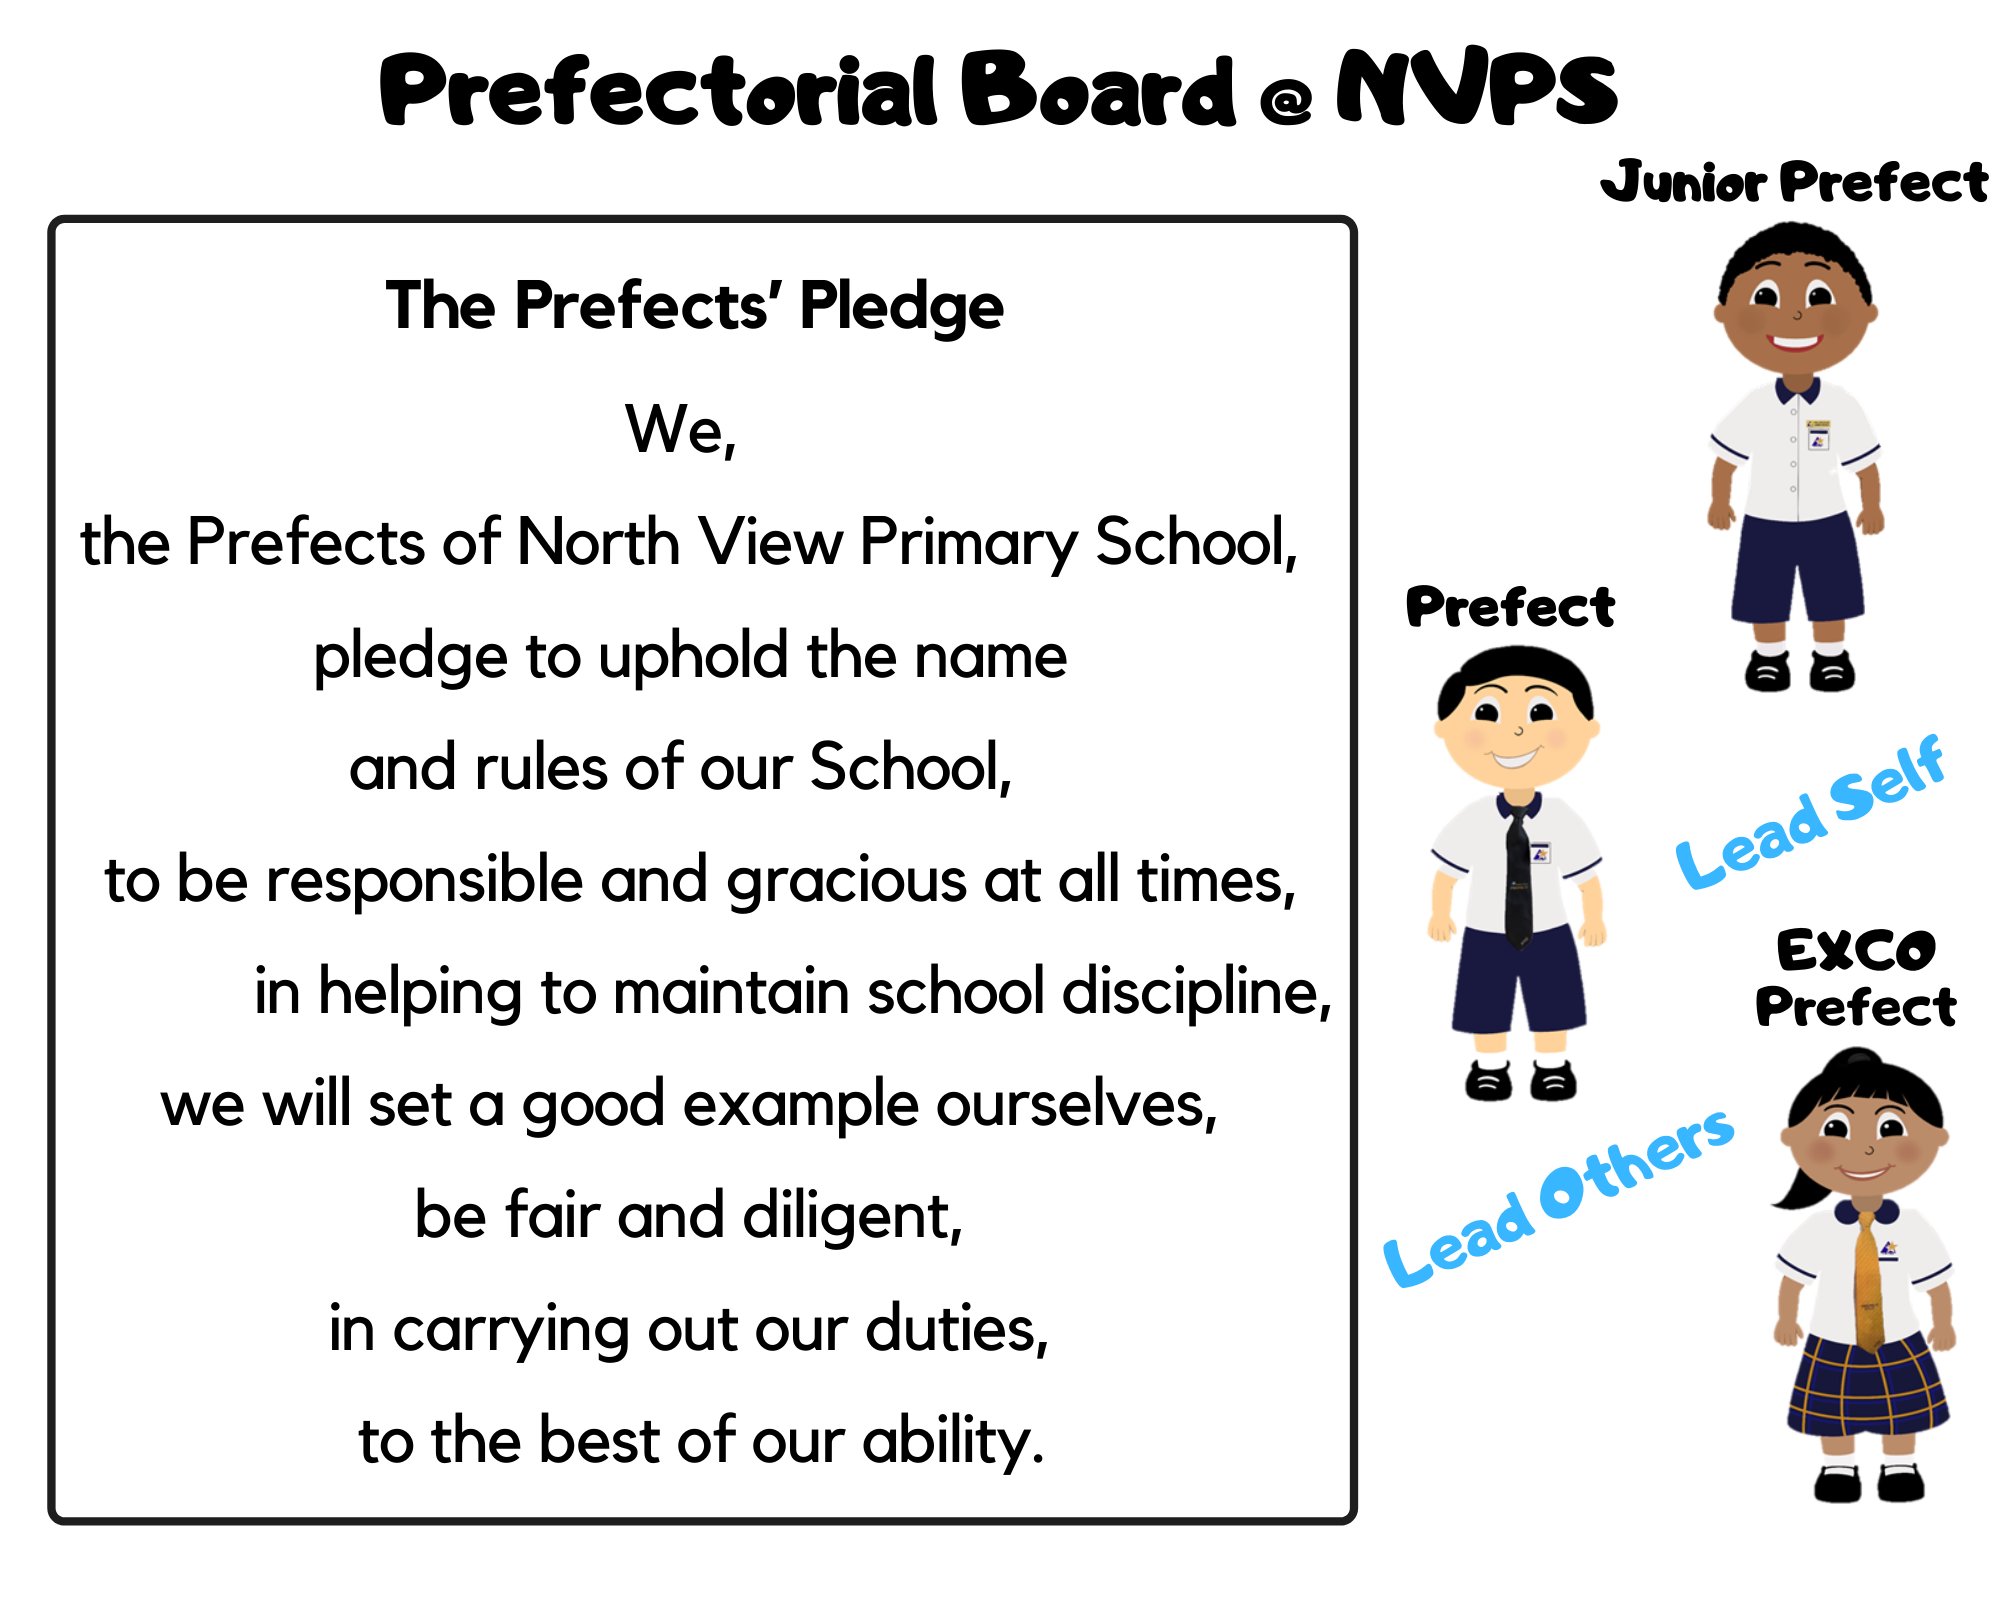 Prefectorial Board @ NVPS
Junior Prefect
The Prefects’ Pledge
We,
the Prefects of North View Primary School,
pledge to uphold the name
and rules of our School,
to be responsible and gracious at all times,
in helping to maintain school discipline,
we will set a good example ourselves,
be fair and diligent,
in carrying out our duties,
to the best of our ability.
Prefect
Lead Self
EXCO
Prefect
Lead Others